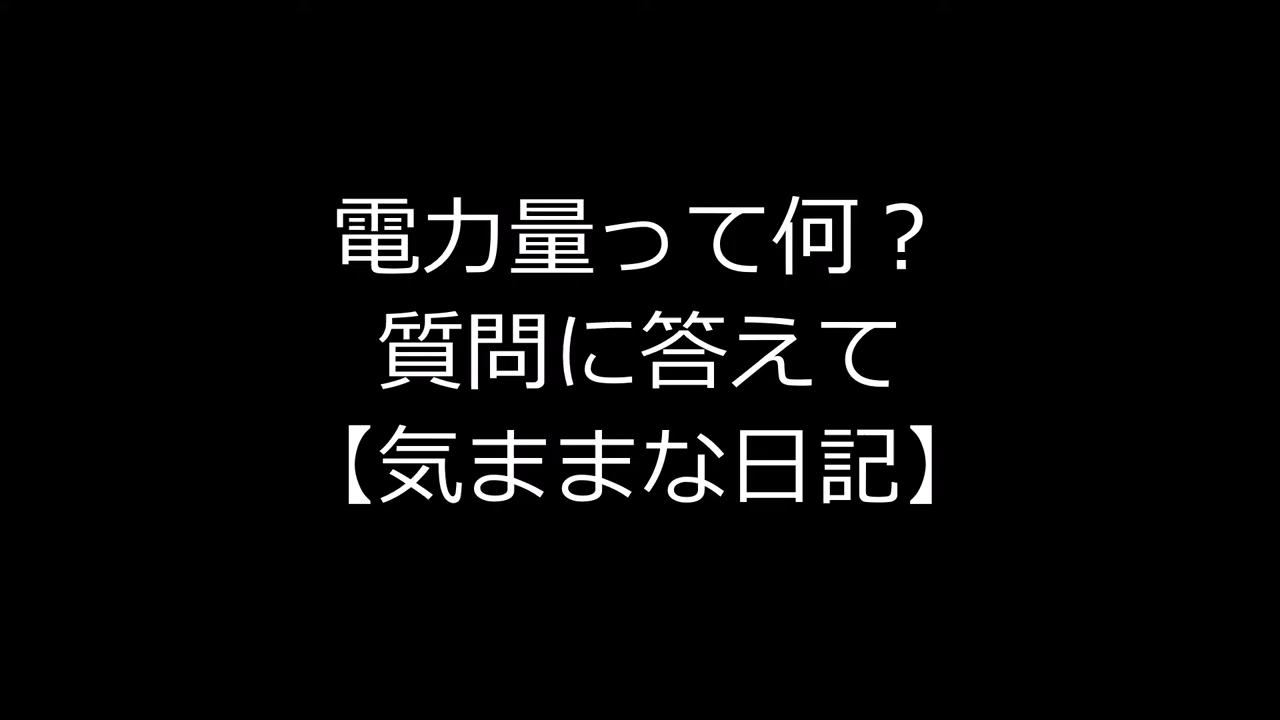 電力量って何？
質問に答えて
【気ままな日記】